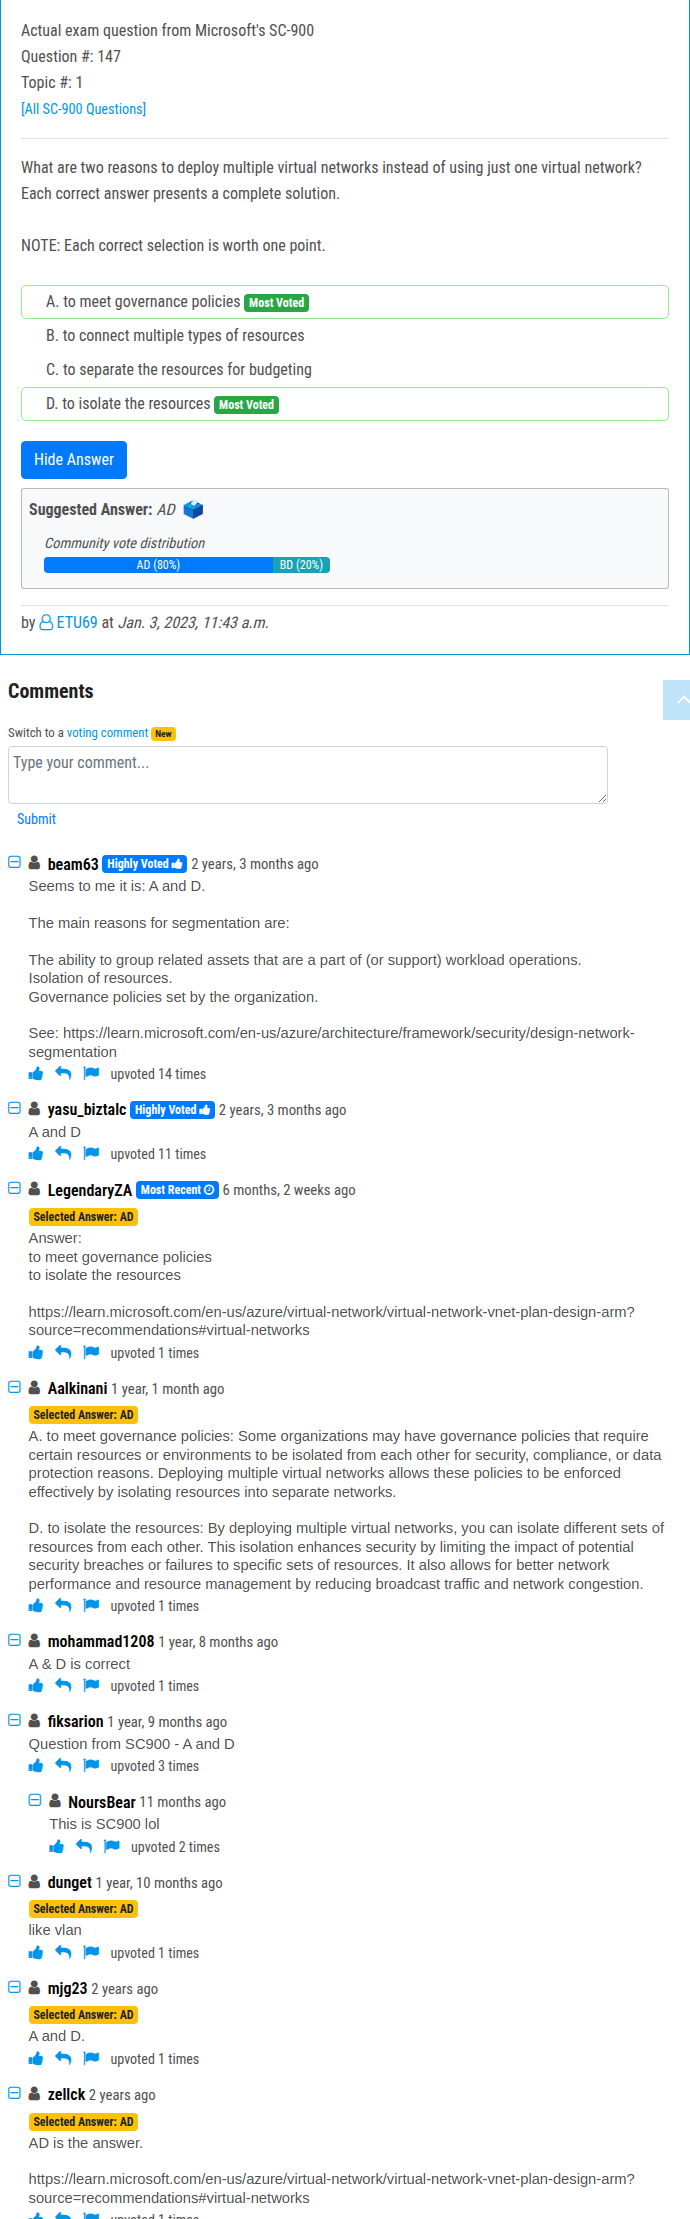 Actual exam question from Microsoft's SC-900
Question #: 147
Topic #: 1
[All SC-900 Questions]
What are two reasons to deploy multiple virtual networks instead of using just one virtual network?
Each correct answer presents a complete solution.
NOTE: Each correct selection is worth one point.
A. to meet governance policies Most Voted
B. to connect multiple types of resources
C. to separate the resources for budgeting
D. to isolate the resources Most Voted
Hide Answer
Suggested Answer: AD
Community vote distribution
AD (80%) BD (20%)
by ETU69 at Jan. 3, 2023, 11:43 a.m.
Comments
Switch to a voting comment New
Type your comment...
Submit
beam63 Highly Voted 2 years, 3 months ago
Seems to me it is: A and D.
The main reasons for segmentation are:
The ability to group related assets that are a part of (or support) workload operations.
Isolation of resources.
Governance policies set by the organization.
See: https://learn.microsoft.com/en-us/azure/architecture/framework/security/design-network-
segmentation
upvoted 14 times
yasu_biztalc Highly Voted 2 years, 3 months ago
A and D
upvoted 11 times
LegendaryZA Most Recent 6 months, 2 weeks ago
Selected Answer: AD
Answer:
to meet governance policies
to isolate the resources
https://learn.microsoft.com/en-us/azure/virtual-network/virtual-network-vnet-plan-design-arm?
source=recommendations#virtual-networks
upvoted 1 times
Aalkinani 1 year, 1 month ago
Selected Answer: AD
A. to meet governance policies: Some organizations may have governance policies that require
certain resources or environments to be isolated from each other for security, compliance, or data
protection reasons. Deploying multiple virtual networks allows these policies to be enforced
effectively by isolating resources into separate networks.
D. to isolate the resources: By deploying multiple virtual networks, you can isolate different sets of
resources from each other. This isolation enhances security by limiting the impact of potential
security breaches or failures to specific sets of resources. It also allows for better network
performance and resource management by reducing broadcast traffic and network congestion.
upvoted 1 times
mohammad1208 1 year, 8 months ago
A & D is correct
upvoted 1 times
fiksarion 1 year, 9 months ago
Question from SC900 - A and D
upvoted 3 times
NoursBear 11 months ago
This is SC900 lol
upvoted 2 times
dunget 1 year, 10 months ago
Selected Answer: AD
like vlan
upvoted 1 times
mjg23 2 years ago
Selected Answer: AD
A and D.
upvoted 1 times
zellck 2 years ago
Selected Answer: AD
AD is the answer.
https://learn.microsoft.com/en-us/azure/virtual-network/virtual-network-vnet-plan-design-arm?
source=recommendations#virtual-networks
upvoted 1 times